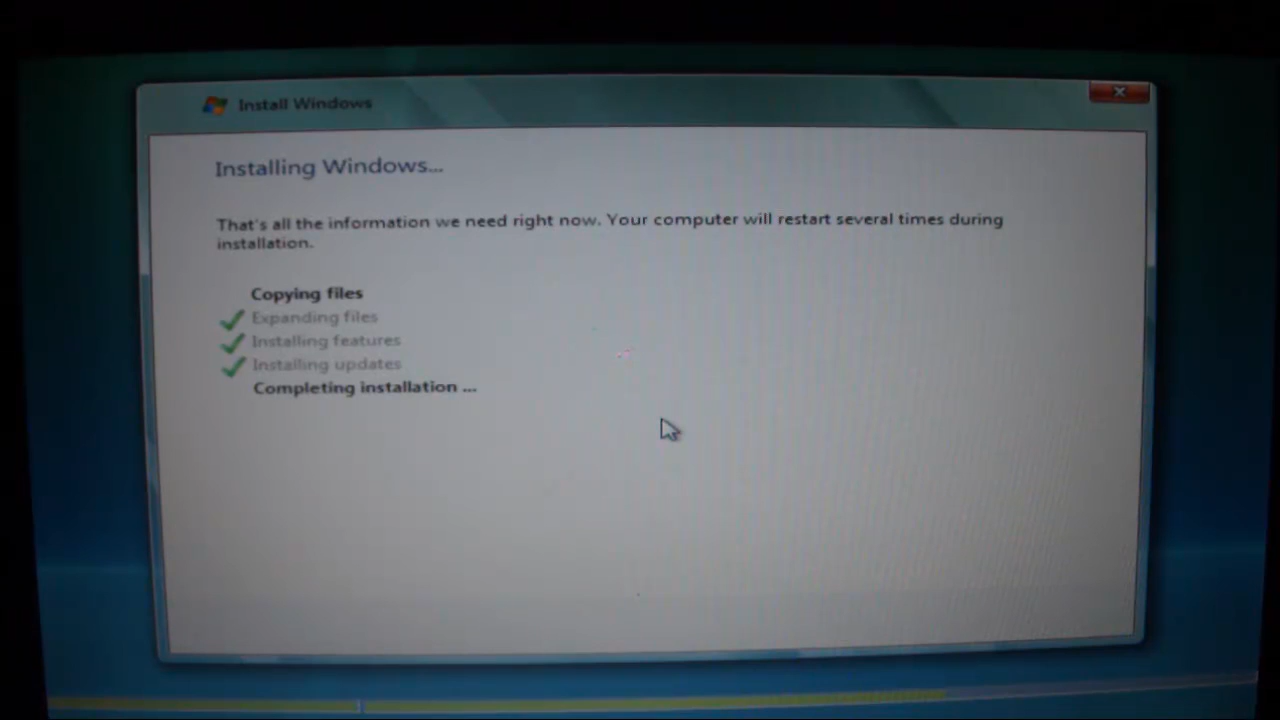 Install Windows
Installing Windows...
That's all the information we need right now. Your computer will restart several times during
installation.
Copying files
Expanding files
Installing features
Installing updates
Completing installation ...